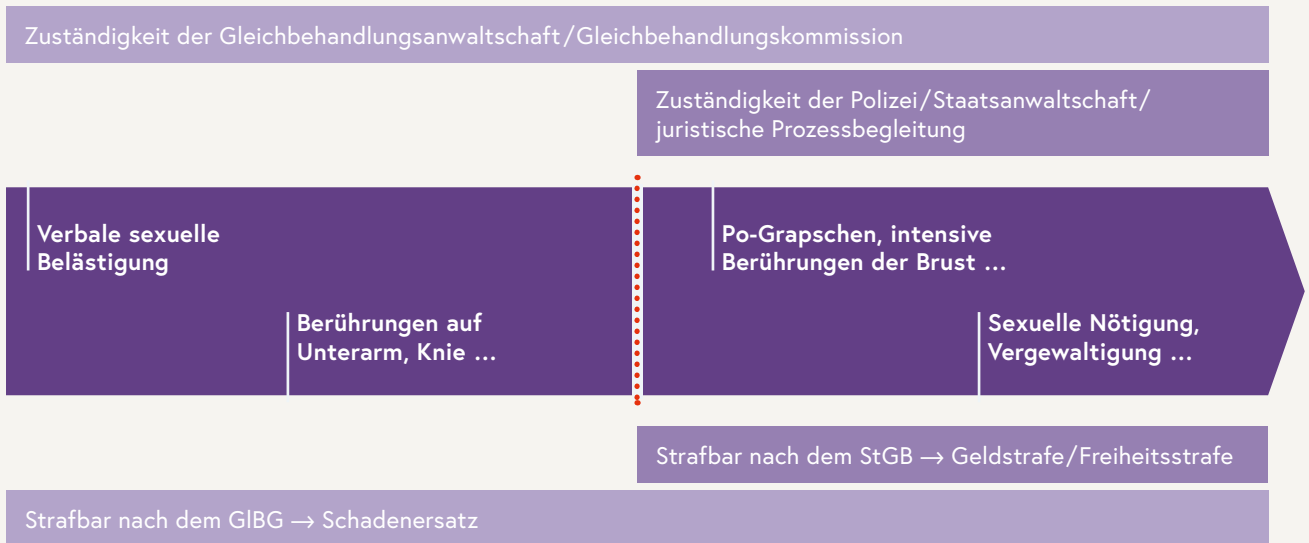 Zuständigkeit der Gleichbehandlungsanwaltschaft/Gleichbehandlungskommission
Zuständigkeit der Polizei/Staatsanwaltschaft/
juristische Prozessbegleitung
Verbale sexuelle
Belästigung
Berührungen auf
Unterarm, Knie …
Po-Grapschen, intensive
Berührungen der Brust …
Sexuelle Nötigung,
Vergewaltigung …
Strafbar nach dem StGB → Geldstrafe/Freiheitsstrafe
Strafbar nach dem GlBG → Schadenersatz